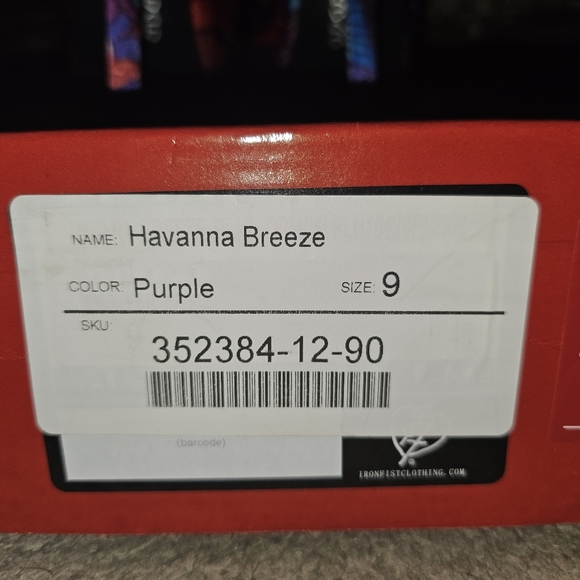 NAME: Havanna Breeze
COLOR: Purple SIZE: 9
SKU:
352384-12-90
(barcode)
IRONFISTCLOTHING.COM